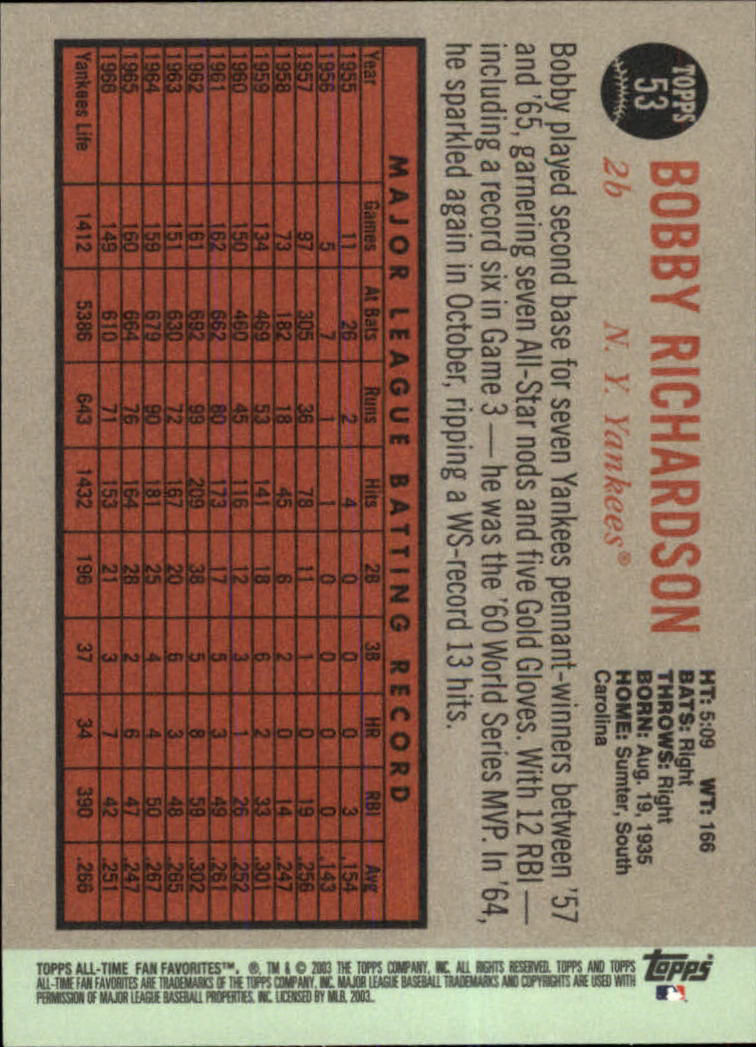 TOPPS
53
BOBBY RICHARDSON
2b N. Y. Yankees®
HT: 5:09 WT: 166
BATS: Right
THROWS: Right
BORN: Aug. 19, 1935
HOME: Sumter, South
Carolina
Bobby played second base for seven Yankees pennant-winners between '57
and '65, garnering seven All-Star nods and five Gold Gloves. With 12 RBI —
including a record six in Game 3 — he was the '60 World Series MVP. In '64,
he sparkled again in October, ripping a WS-record 13 hits.
MAJOR LEAGUE BATTING RECORD
Year Games At Bats Runs Hits 2B 3B HR RBI Avg
1955 11 26 2 4 0 0 0 3 .154
1956 5 7 1 1 0 0 0 0 .143
1957 97 305 36 78 11 1 0 19 .256
1958 73 182 18 45 6 2 0 14 .247
1959 134 469 53 141 18 6 2 33 .301
1960 150 460 45 116 12 3 1 26 .252
1961 162 662 80 173 17 5 3 49 .261
1962 161 692 99 209 38 5 8 59 .302
1963 151 630 72 167 20 6 3 48 .265
1964 159 679 90 181 25 4 4 50 .267
1965 160 664 76 164 28 2 6 47 .247
1966 149 610 71 153 21 3 7 42 .251
Yankees Life 1412 5386 643 1432 196 37 34 390 .266
TOPPS ALL-TIME FAN FAVORITES™, ®, TM & © 2003 THE TOPPS COMPANY, INC. ALL RIGHTS RESERVED. TOPPS AND TOPPS
ALL-TIME FAN FAVORITES ARE TRADEMARKS OF THE TOPPS COMPANY, INC. MAJOR LEAGUE BASEBALL TRADEMARKS AND COPYRIGHTS ARE USED WITH
PERMISSION OF MAJOR LEAGUE BASEBALL PROPERTIES, INC. LICENSED BY MLB, 2003.
Topps